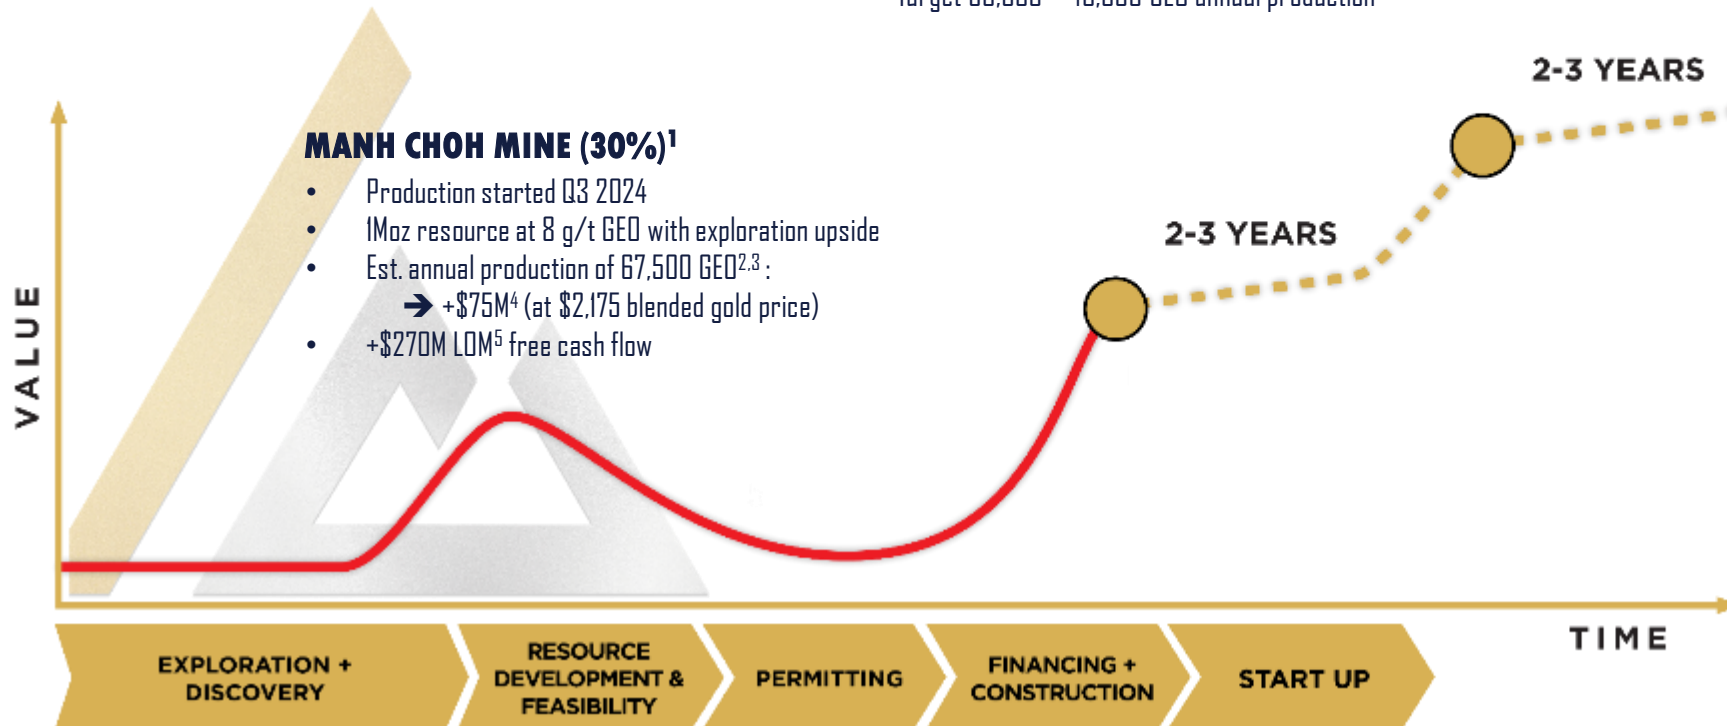 annual production
2-3 YEARS
MANH CHOH MINE (30%)¹
• Production started Q3 2024
• 1Moz resource at 8 g/t GEO with exploration upside
• Est. annual production of 67,500 GEO²,³ :
➔ +$75M⁴ (at $2,175 blended gold price)
• +$270M LOM⁵ free cash flow
2-3 YEARS
VALUE
TIME
EXPLORATION +
DISCOVERY
RESOURCE
DEVELOPMENT &
FEASIBILITY
PERMITTING
FINANCING +
CONSTRUCTION
START UP